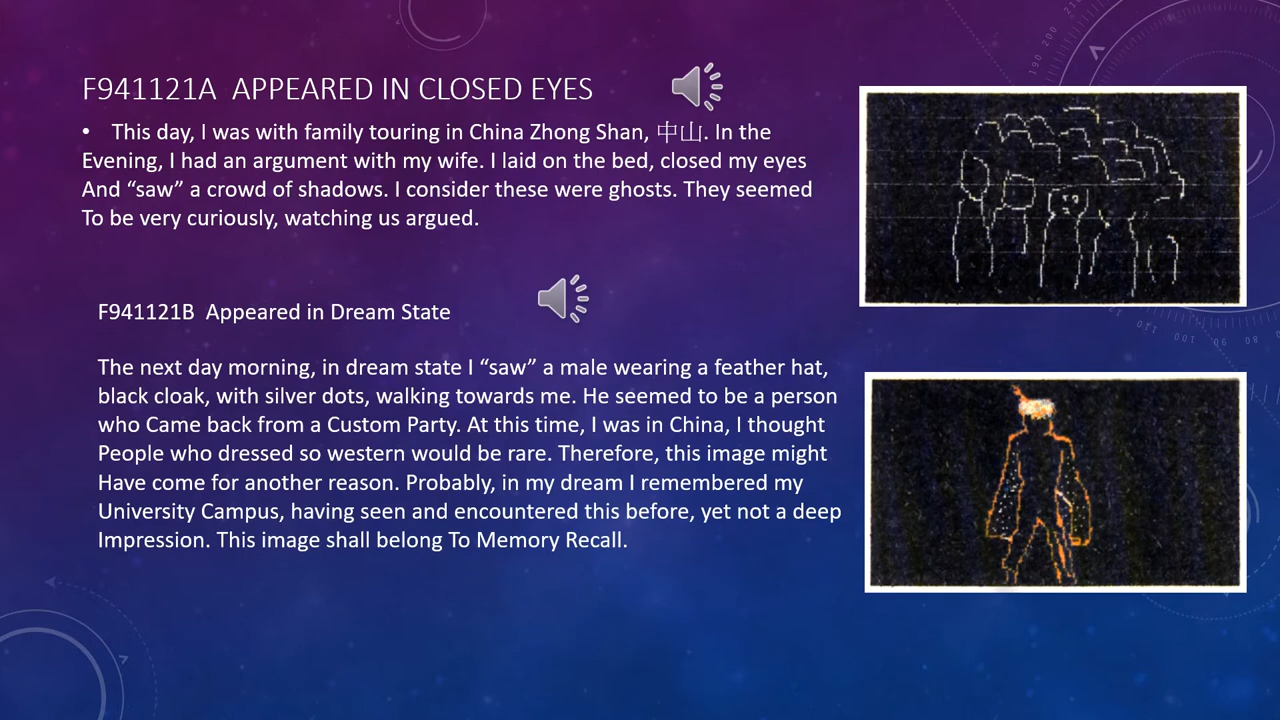 F941121A APPEARED IN CLOSED EYES
• This day, I was with family touring in China Zhong Shan, 中山. In the
Evening, I had an argument with my wife. I laid on the bed, closed my eyes
And “saw” a crowd of shadows. I consider these were ghosts. They seemed
To be very curiously, watching us argued.
F941121B Appeared in Dream State
The next day morning, in dream state I “saw” a male wearing a feather hat,
black cloak, with silver dots, walking towards me. He seemed to be a person
who Came back from a Custom Party. At this time, I was in China, I thought
People who dressed so western would be rare. Therefore, this image might
Have come for another reason. Probably, in my dream I remembered my
University Campus, having seen and encountered this before, yet not a deep
Impression. This image shall belong To Memory Recall.